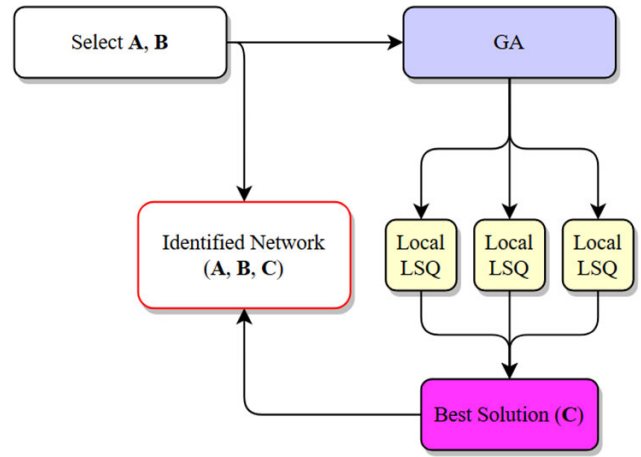 Select A, B
GA
Identified Network
(A, B, C)
Local
LSQ
Local
LSQ
Local
LSQ
Best Solution (C)